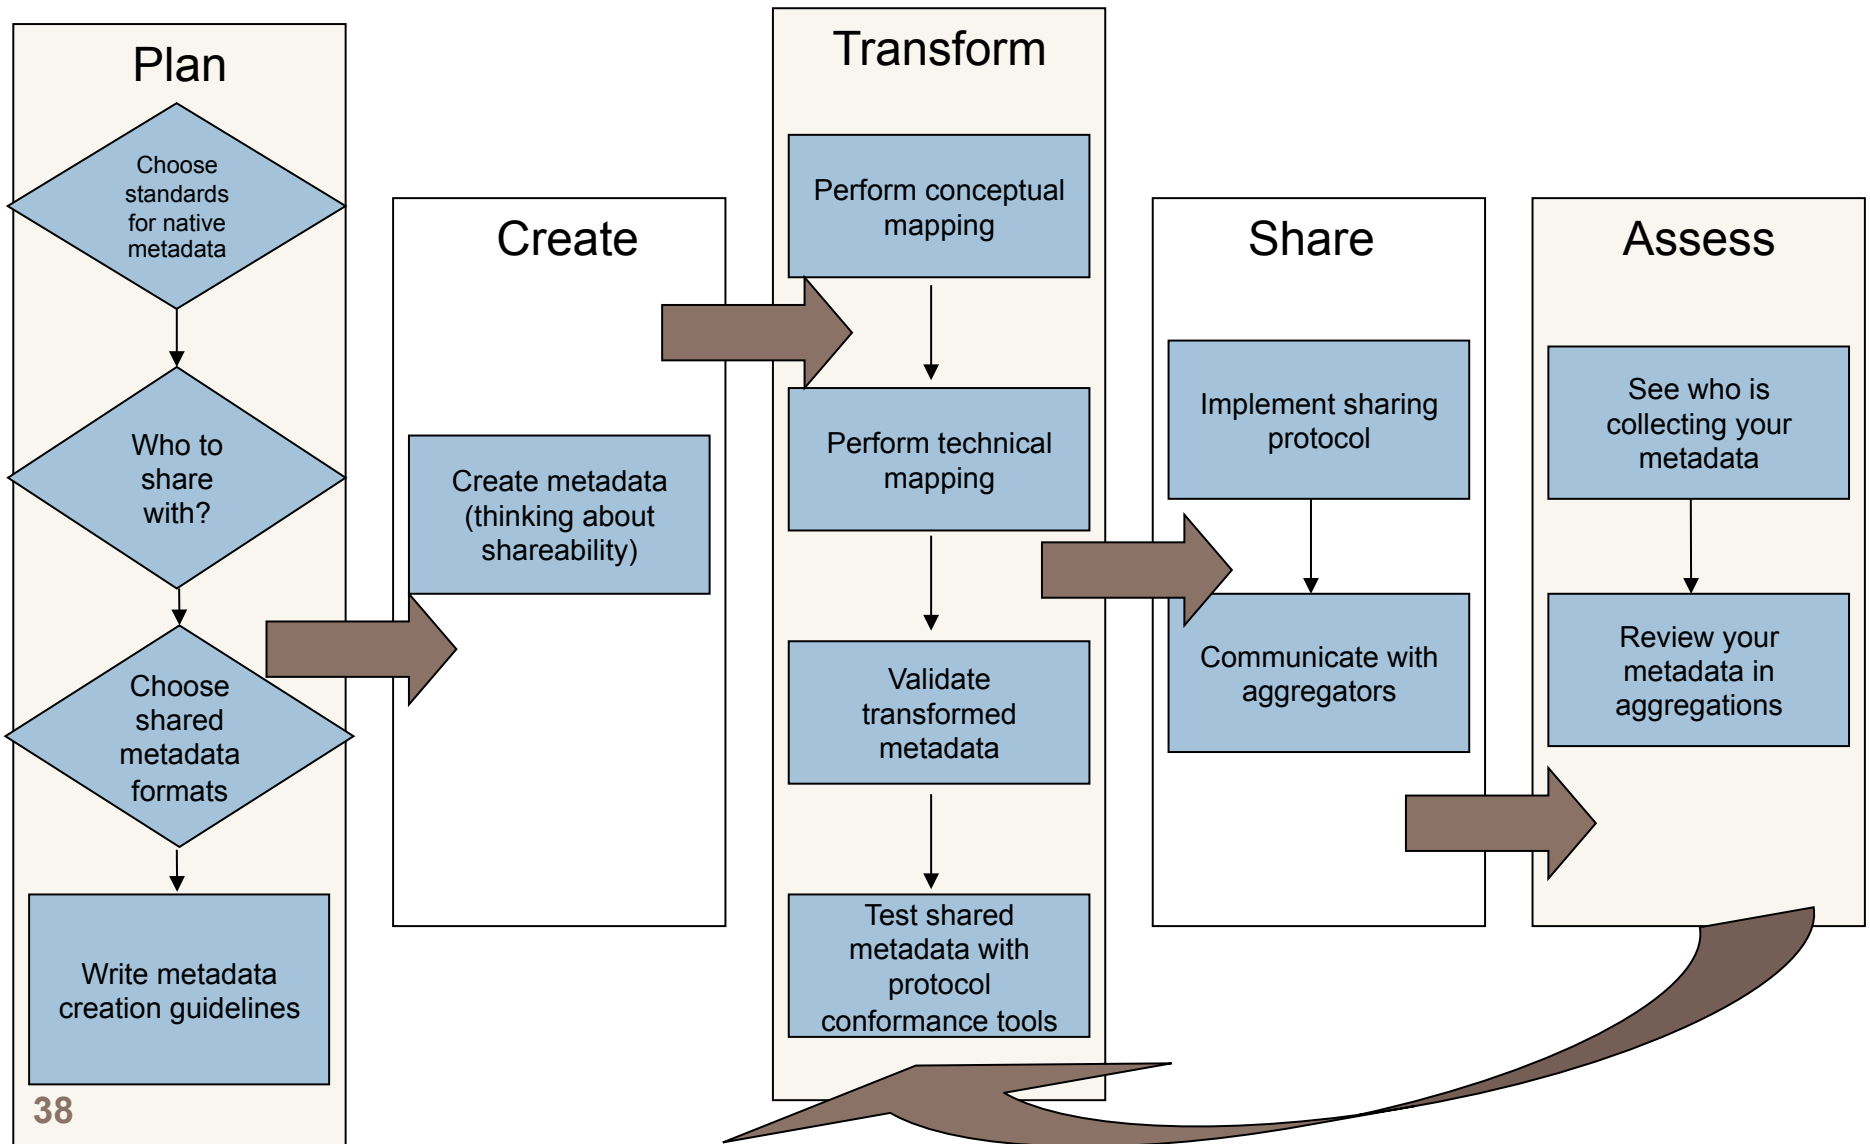 Plan
Choose
standards
for native
metadata
Who to
share
with?
Choose
shared
metadata
formats
Write metadata
creation guidelines
38
Create
Create metadata
(thinking about
shareability)
Transform
Perform conceptual
mapping
Perform technical
mapping
Validate
transformed
metadata
Test shared
metadata with
protocol
conformance tools
Share
Implement sharing
protocol
Communicate with
aggregators
Assess
See who is
collecting your
metadata
Review your
metadata in
aggregations